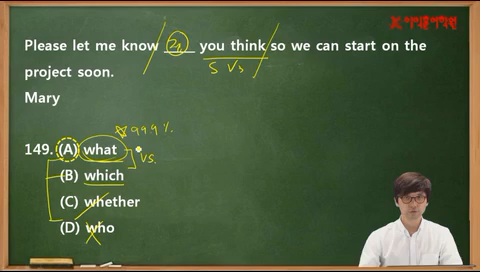 Please let me know ____ you think so we can start on the
project soon.
S Vs
Mary
☆999%
149. (A) what
VS.
(B) which
(C) whether
(D) who